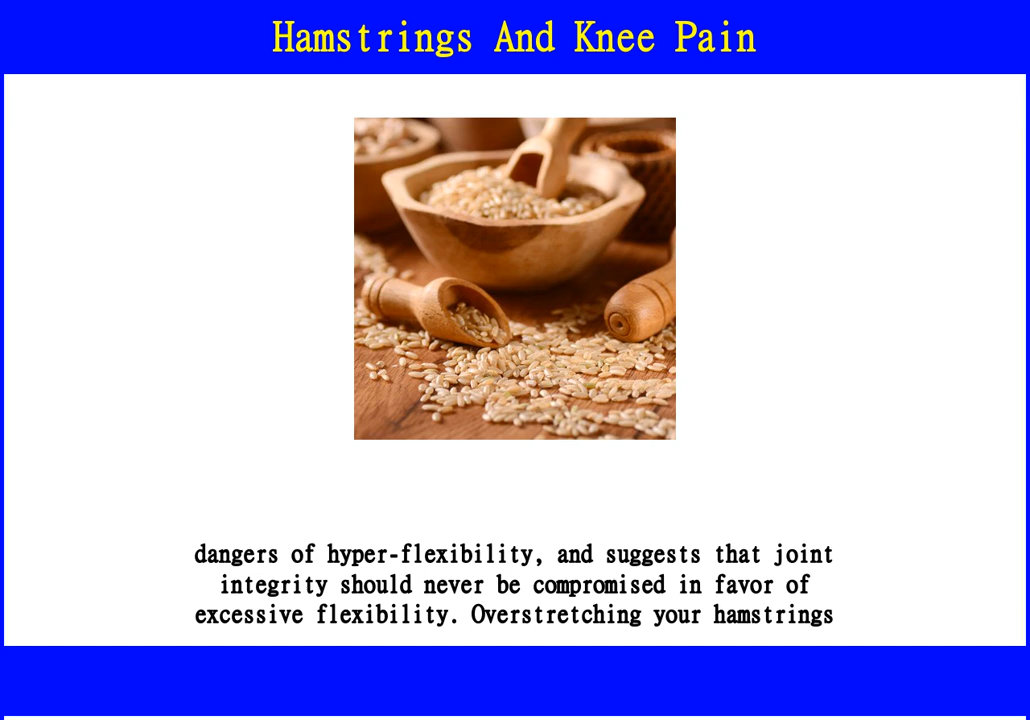 Hamstrings And Knee Pain
dangers of hyper-flexibility, and suggests that joint
integrity should never be compromised in favor of
excessive flexibility. Overstretching your hamstrings